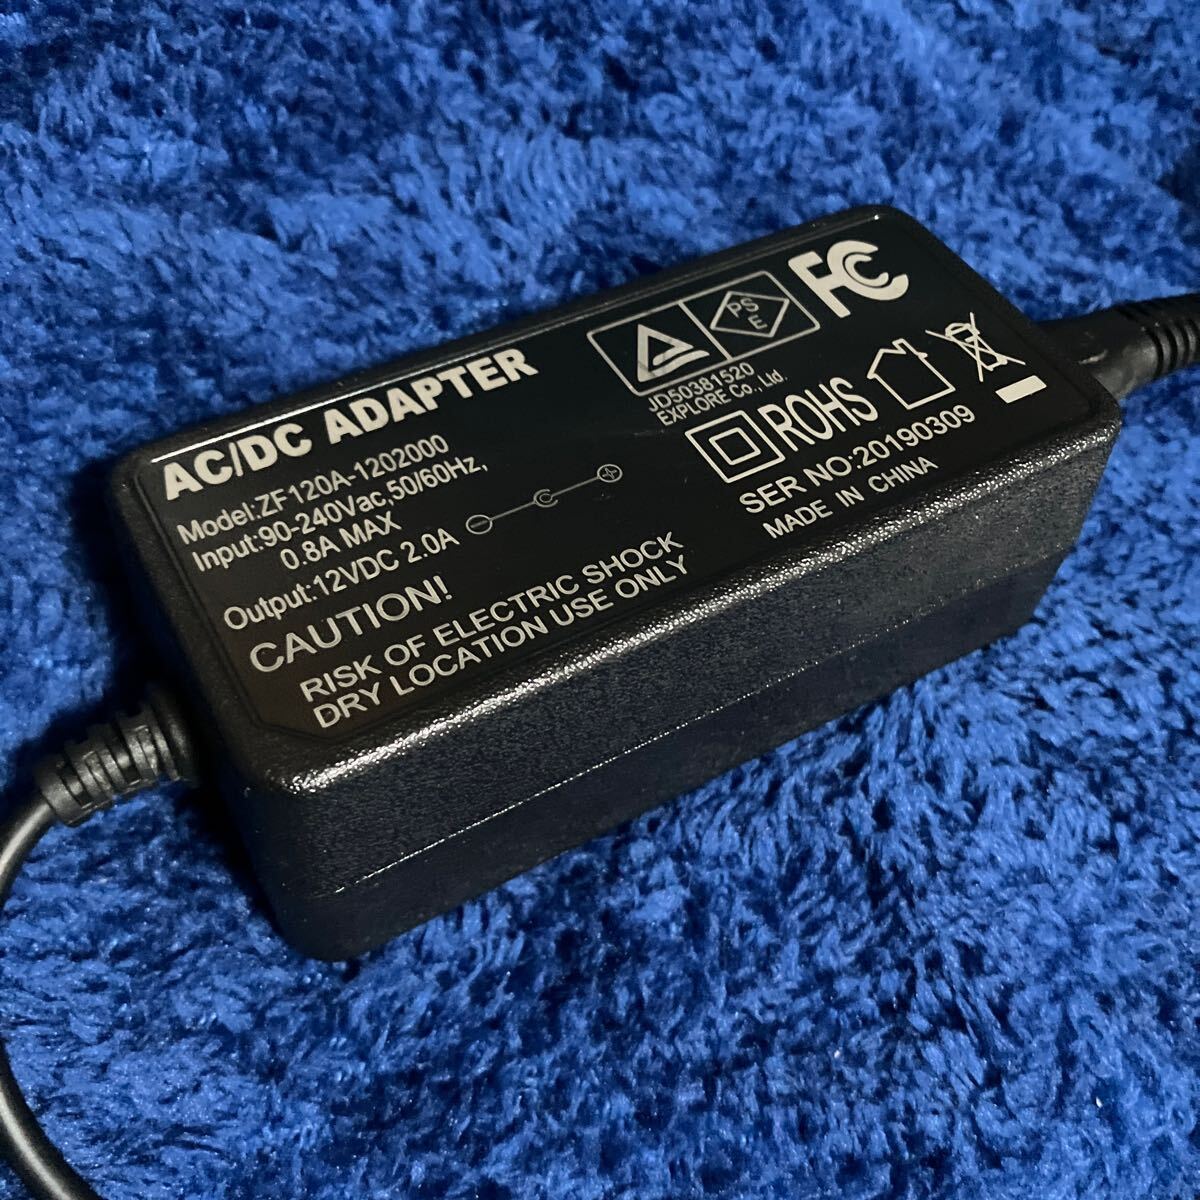 AC/DC ADAPTER
Model:ZF120A-1202000
Input:90-240Vac,50/60Hz,
0.8A MAX
Output:12VDC 2.0A
CAUTION!
RISK OF ELECTRIC SHOCK
DRY LOCATION USE ONLY
PS
E
FC
JD50381520
EXPLORE Co., Ltd.
ROHS
SER NO:20190309
MADE IN CHINA